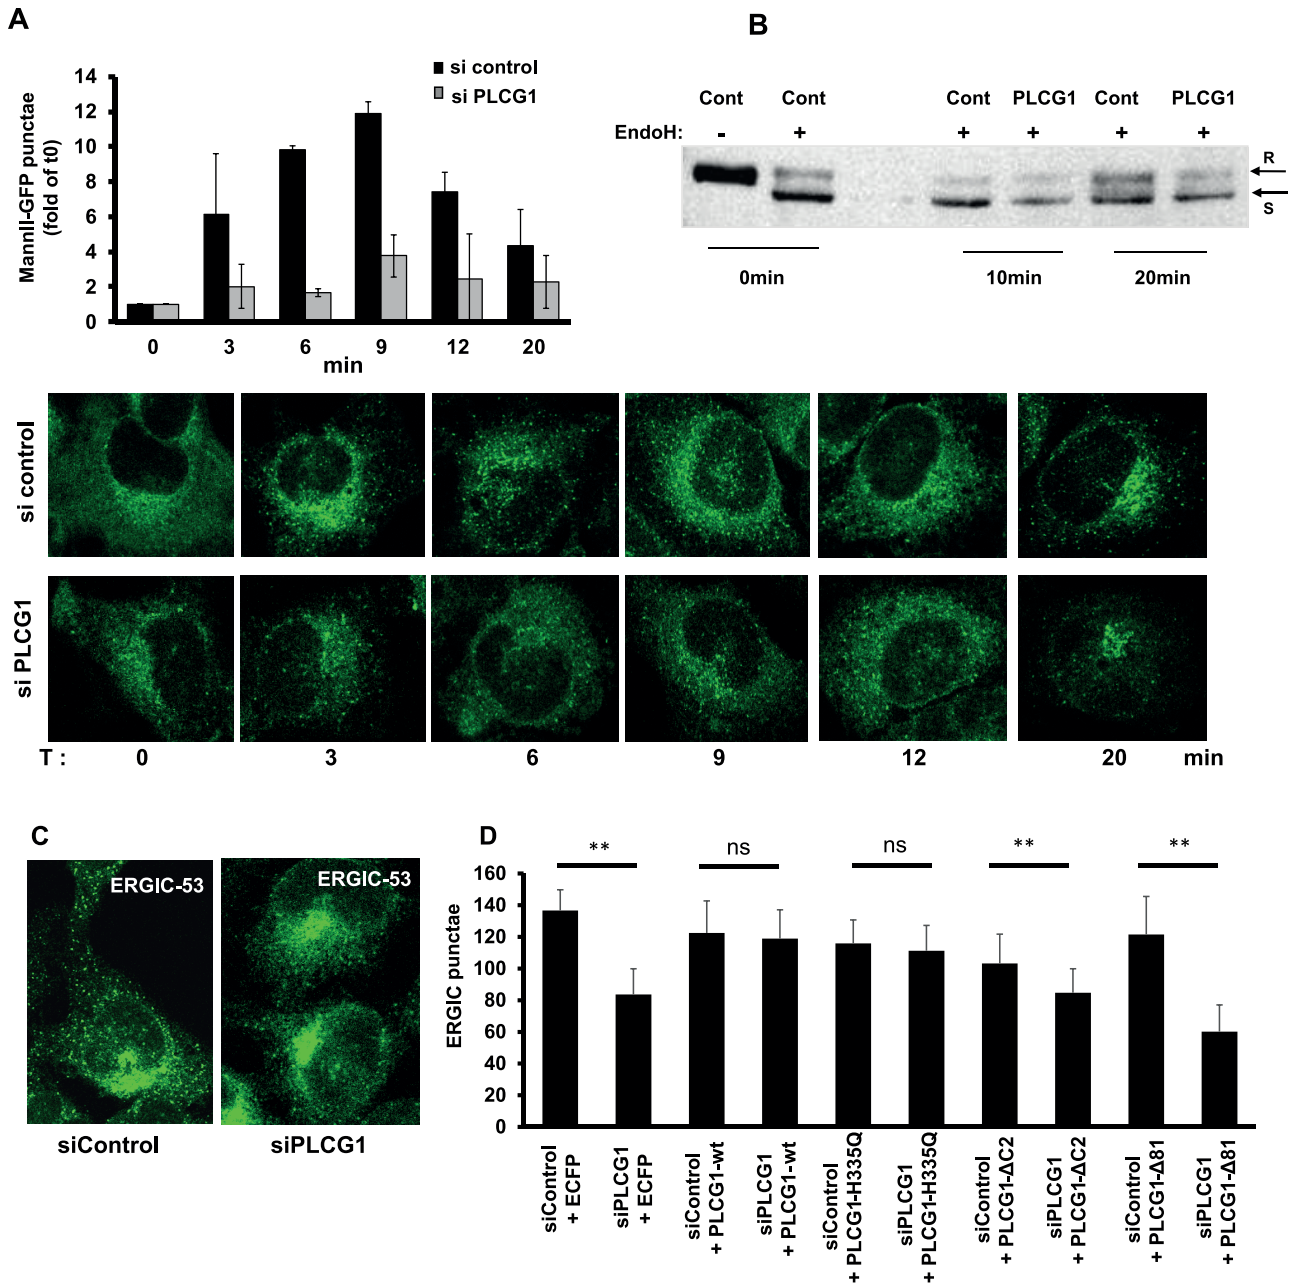 A
B
si control
si PLCG1
14
12
10
8
6
4
2
0
MannII-GFP punctae
(fold of t0)
0 3 6 9 12 20
min
Cont Cont Cont PLCG1 Cont PLCG1
EndoH: - + + + + +
R
S
0min 10min 20min
si control
si PLCG1
T : 0 3 6 9 12 20 min
C
ERGIC-53
ERGIC-53
siControl siPLCG1
D
** ns ns ** **
160
140
120
100
80
60
40
20
0
ERGIC punctae
siControl
+ ECFP
siPLCG1
+ ECFP
siControl
+ PLCG1-wt
siPLCG1
+ PLCG1-wt
siControl
+ PLCG1-H335Q
siPLCG1
+ PLCG1-H335Q
siControl
+ PLCG1-ΔC2
siPLCG1
+ PLCG1-ΔC2
siControl
+ PLCG1-Δ81
siPLCG1
+ PLCG1-Δ81